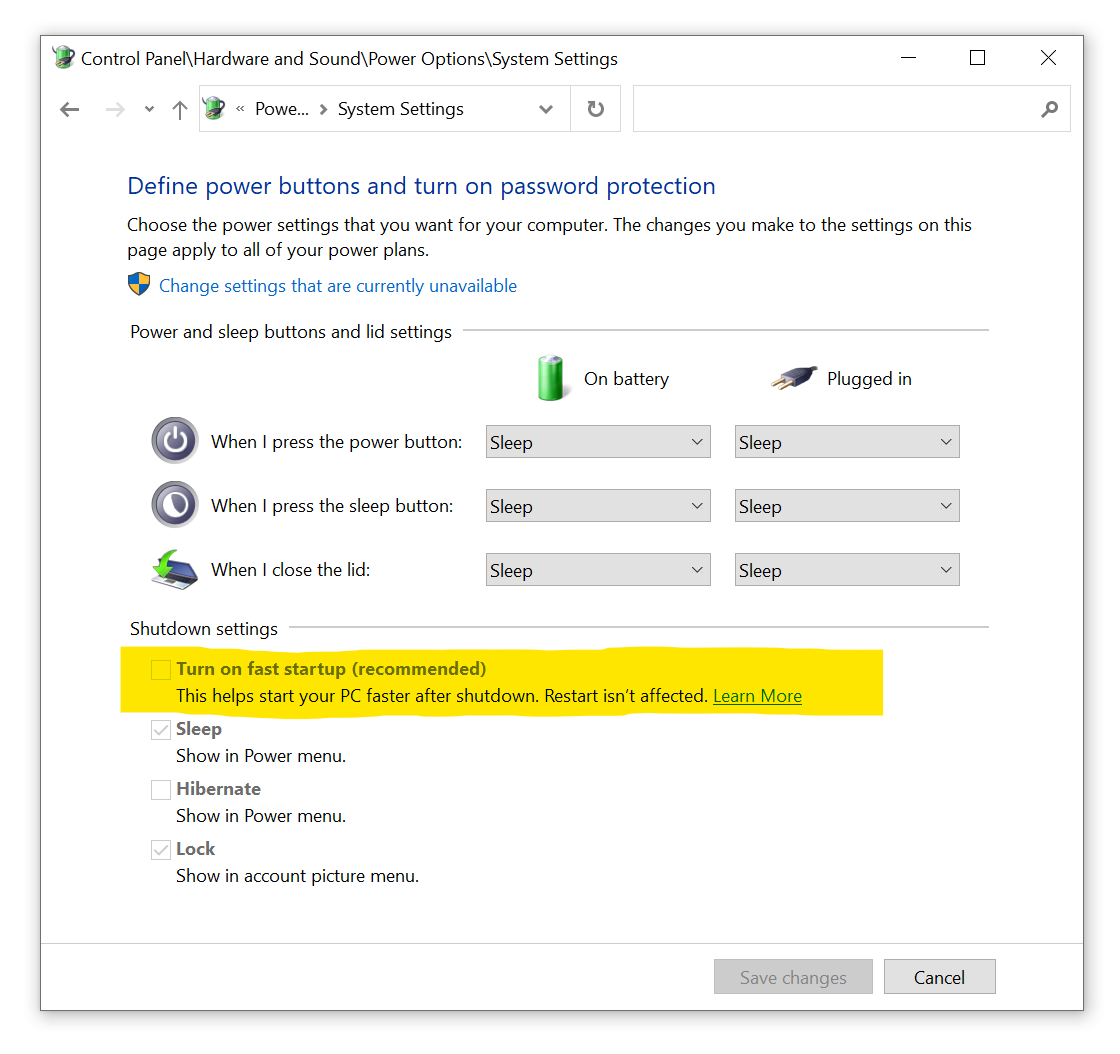 Control Panel\Hardware and Sound\Power Options\System Settings
« Powe... > System Settings
Define power buttons and turn on password protection
Choose the power settings that you want for your computer. The changes you make to the settings on this
page apply to all of your power plans.
Change settings that are currently unavailable
Power and sleep buttons and lid settings
On battery Plugged in
When I press the power button: Sleep Sleep
When I press the sleep button: Sleep Sleep
When I close the lid: Sleep Sleep
Shutdown settings
Turn on fast startup (recommended)
This helps start your PC faster after shutdown. Restart isn't affected. Learn More
Sleep
Show in Power menu.
Hibernate
Show in Power menu.
Lock
Show in account picture menu.
Save changes Cancel